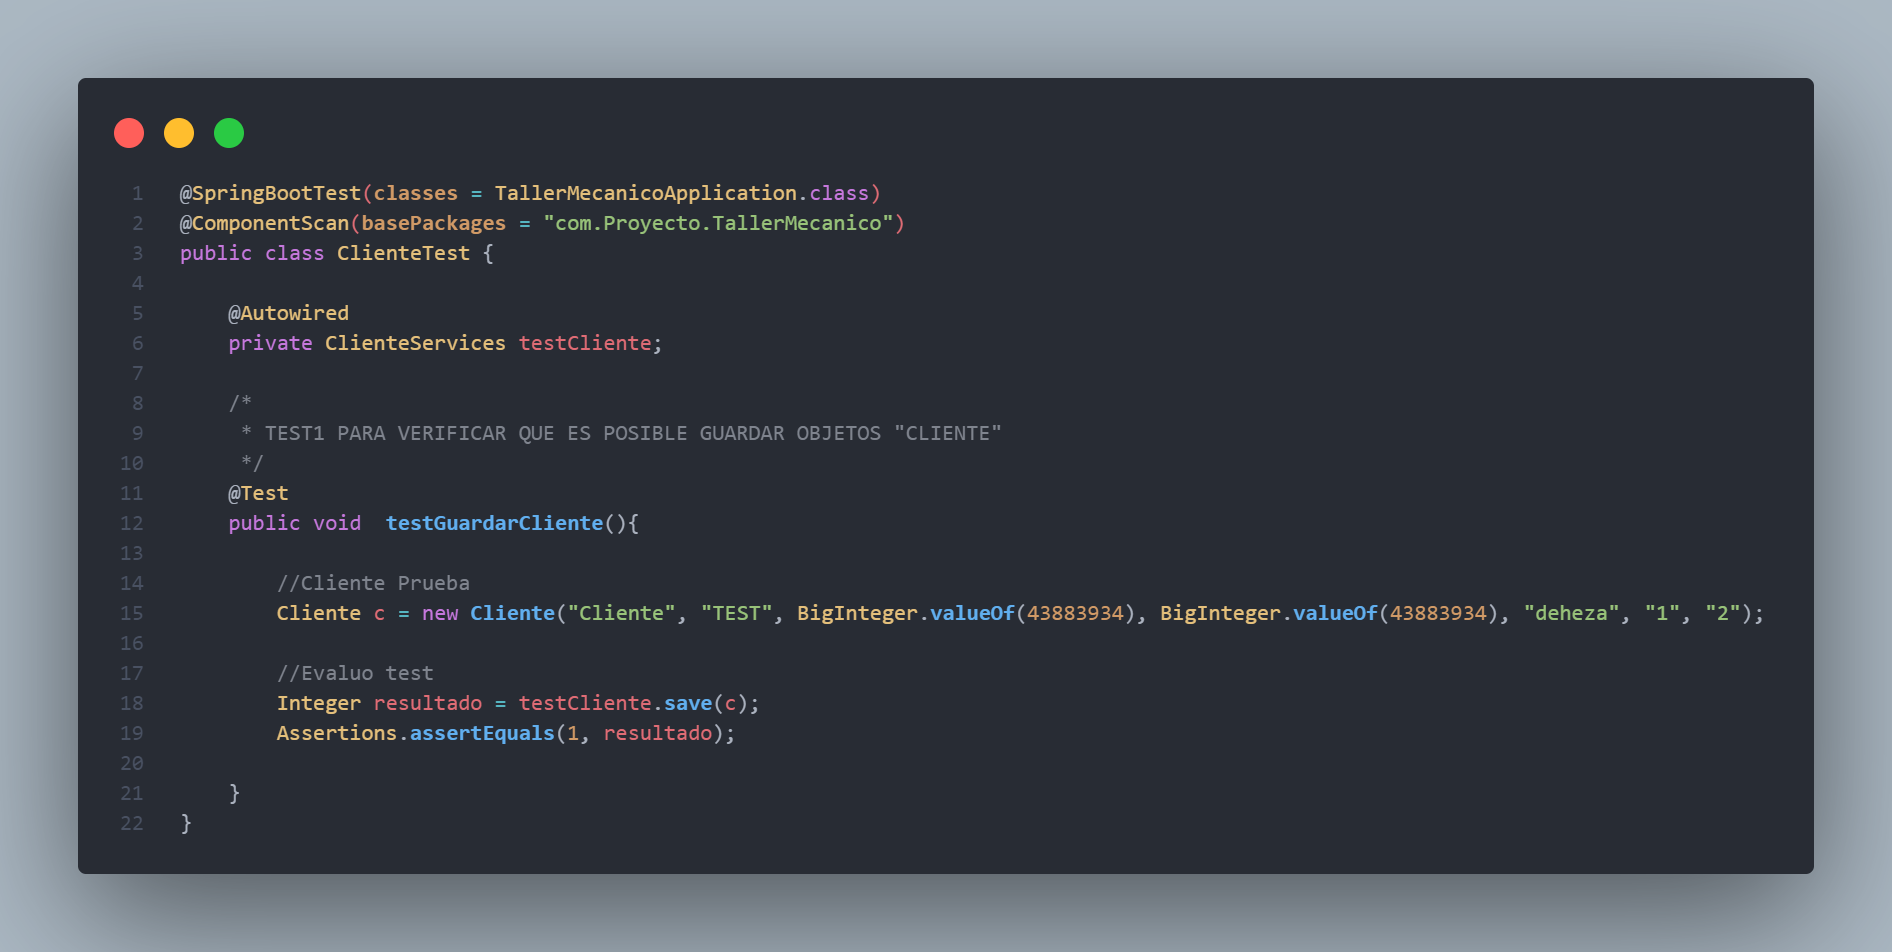 1 @SpringBootTest(classes = TallerMecanicoApplication.class)
2 @ComponentScan(basePackages = "com.Proyecto.TallerMecanico")
3 public class ClienteTest {
4
5     @Autowired
6     private ClienteServices testCliente;
7
8     /*
9      * TEST1 PARA VERIFICAR QUE ES POSIBLE GUARDAR OBJETOS "CLIENTE"
10      */
11     @Test
12     public void  testGuardarCliente(){
13
14         //Cliente Prueba
15         Cliente c = new Cliente("Cliente", "TEST", BigInteger.valueOf(43883934), BigInteger.valueOf(43883934), "deheza", "1", "2");
16
17         //Evaluo test
18         Integer resultado = testCliente.save(c);
19         Assertions.assertEquals(1, resultado);
20
21     }
22 }